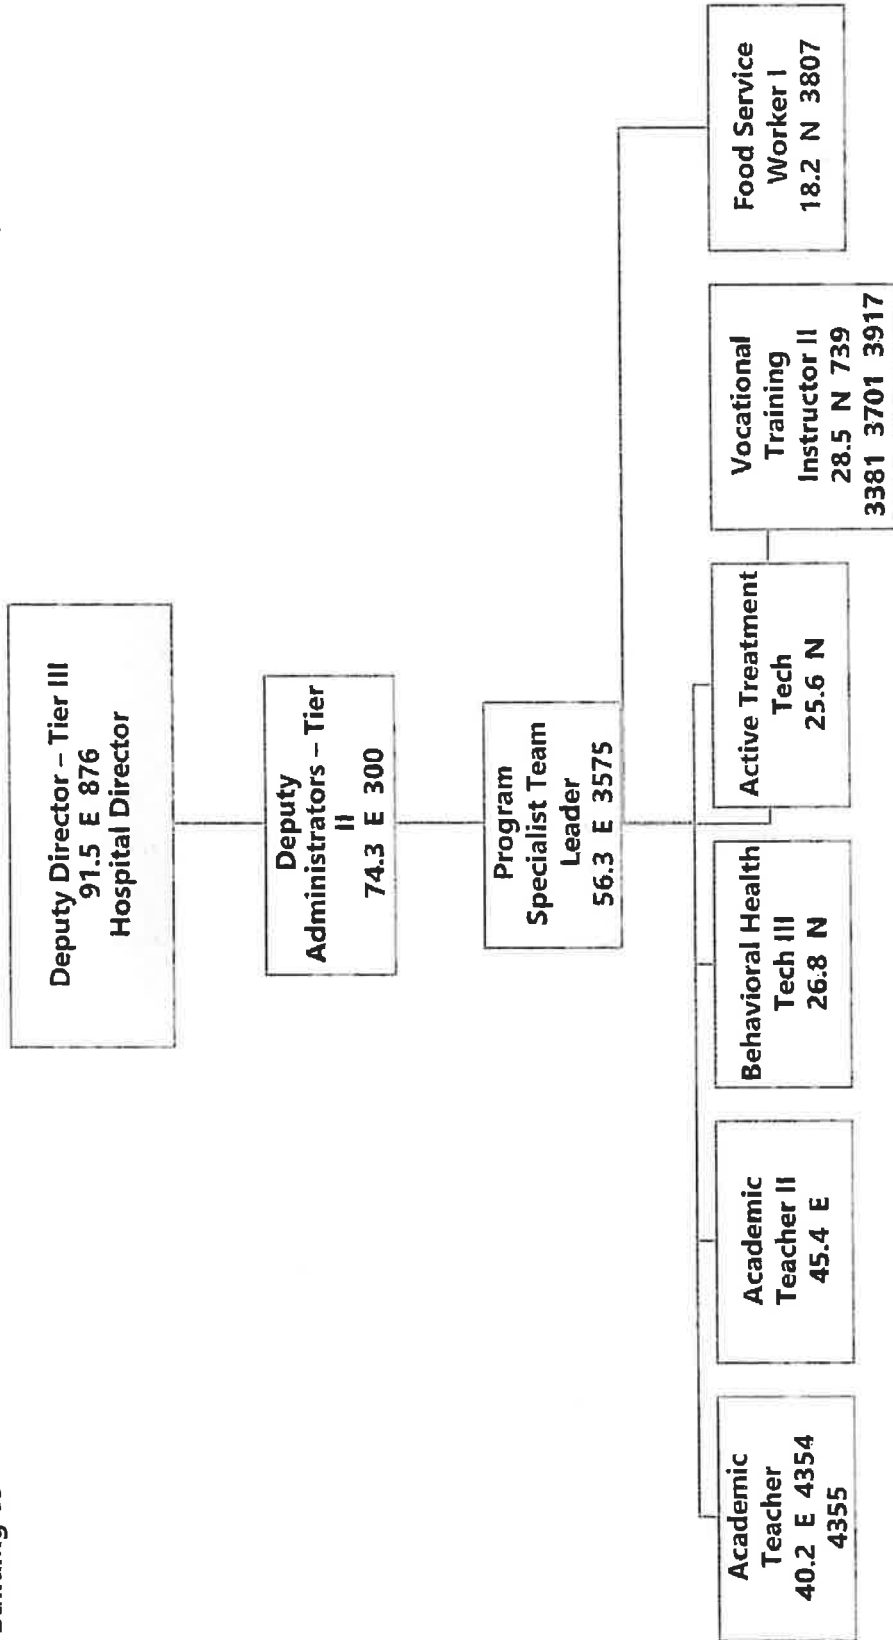 Building
Deputy Director – Tier III
91.5 E 876
Hospital Director
Deputy
Administrators – Tier
II
74.3 E 300
Program
Specialist Team
Leader
56.3 E 3575
Academic
Teacher
40.2 E 4354
4355
Academic
Teacher II
45.4 E
Behavioral Health
Tech III
26.8 N
Active Treatment
Tech
25.6 N
Vocational
Training
Instructor II
28.5 N 739
3381 3701 3917
Food Service
Worker I
18.2 N 3807